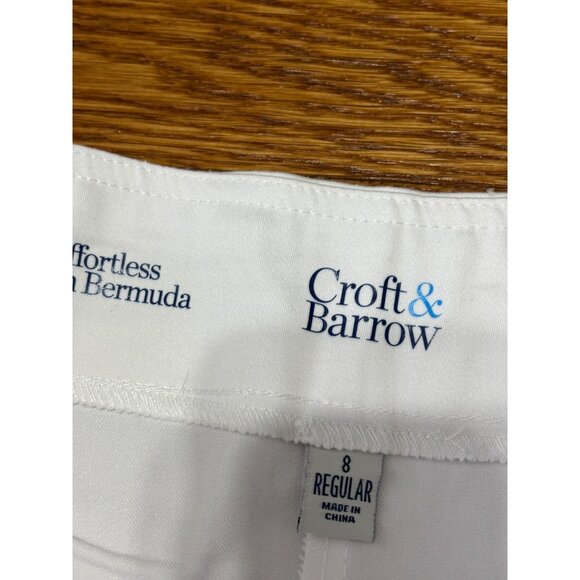 ffortless
Bermuda
Croft&
Barrow
8
REGULAR
MADE IN
CHINA